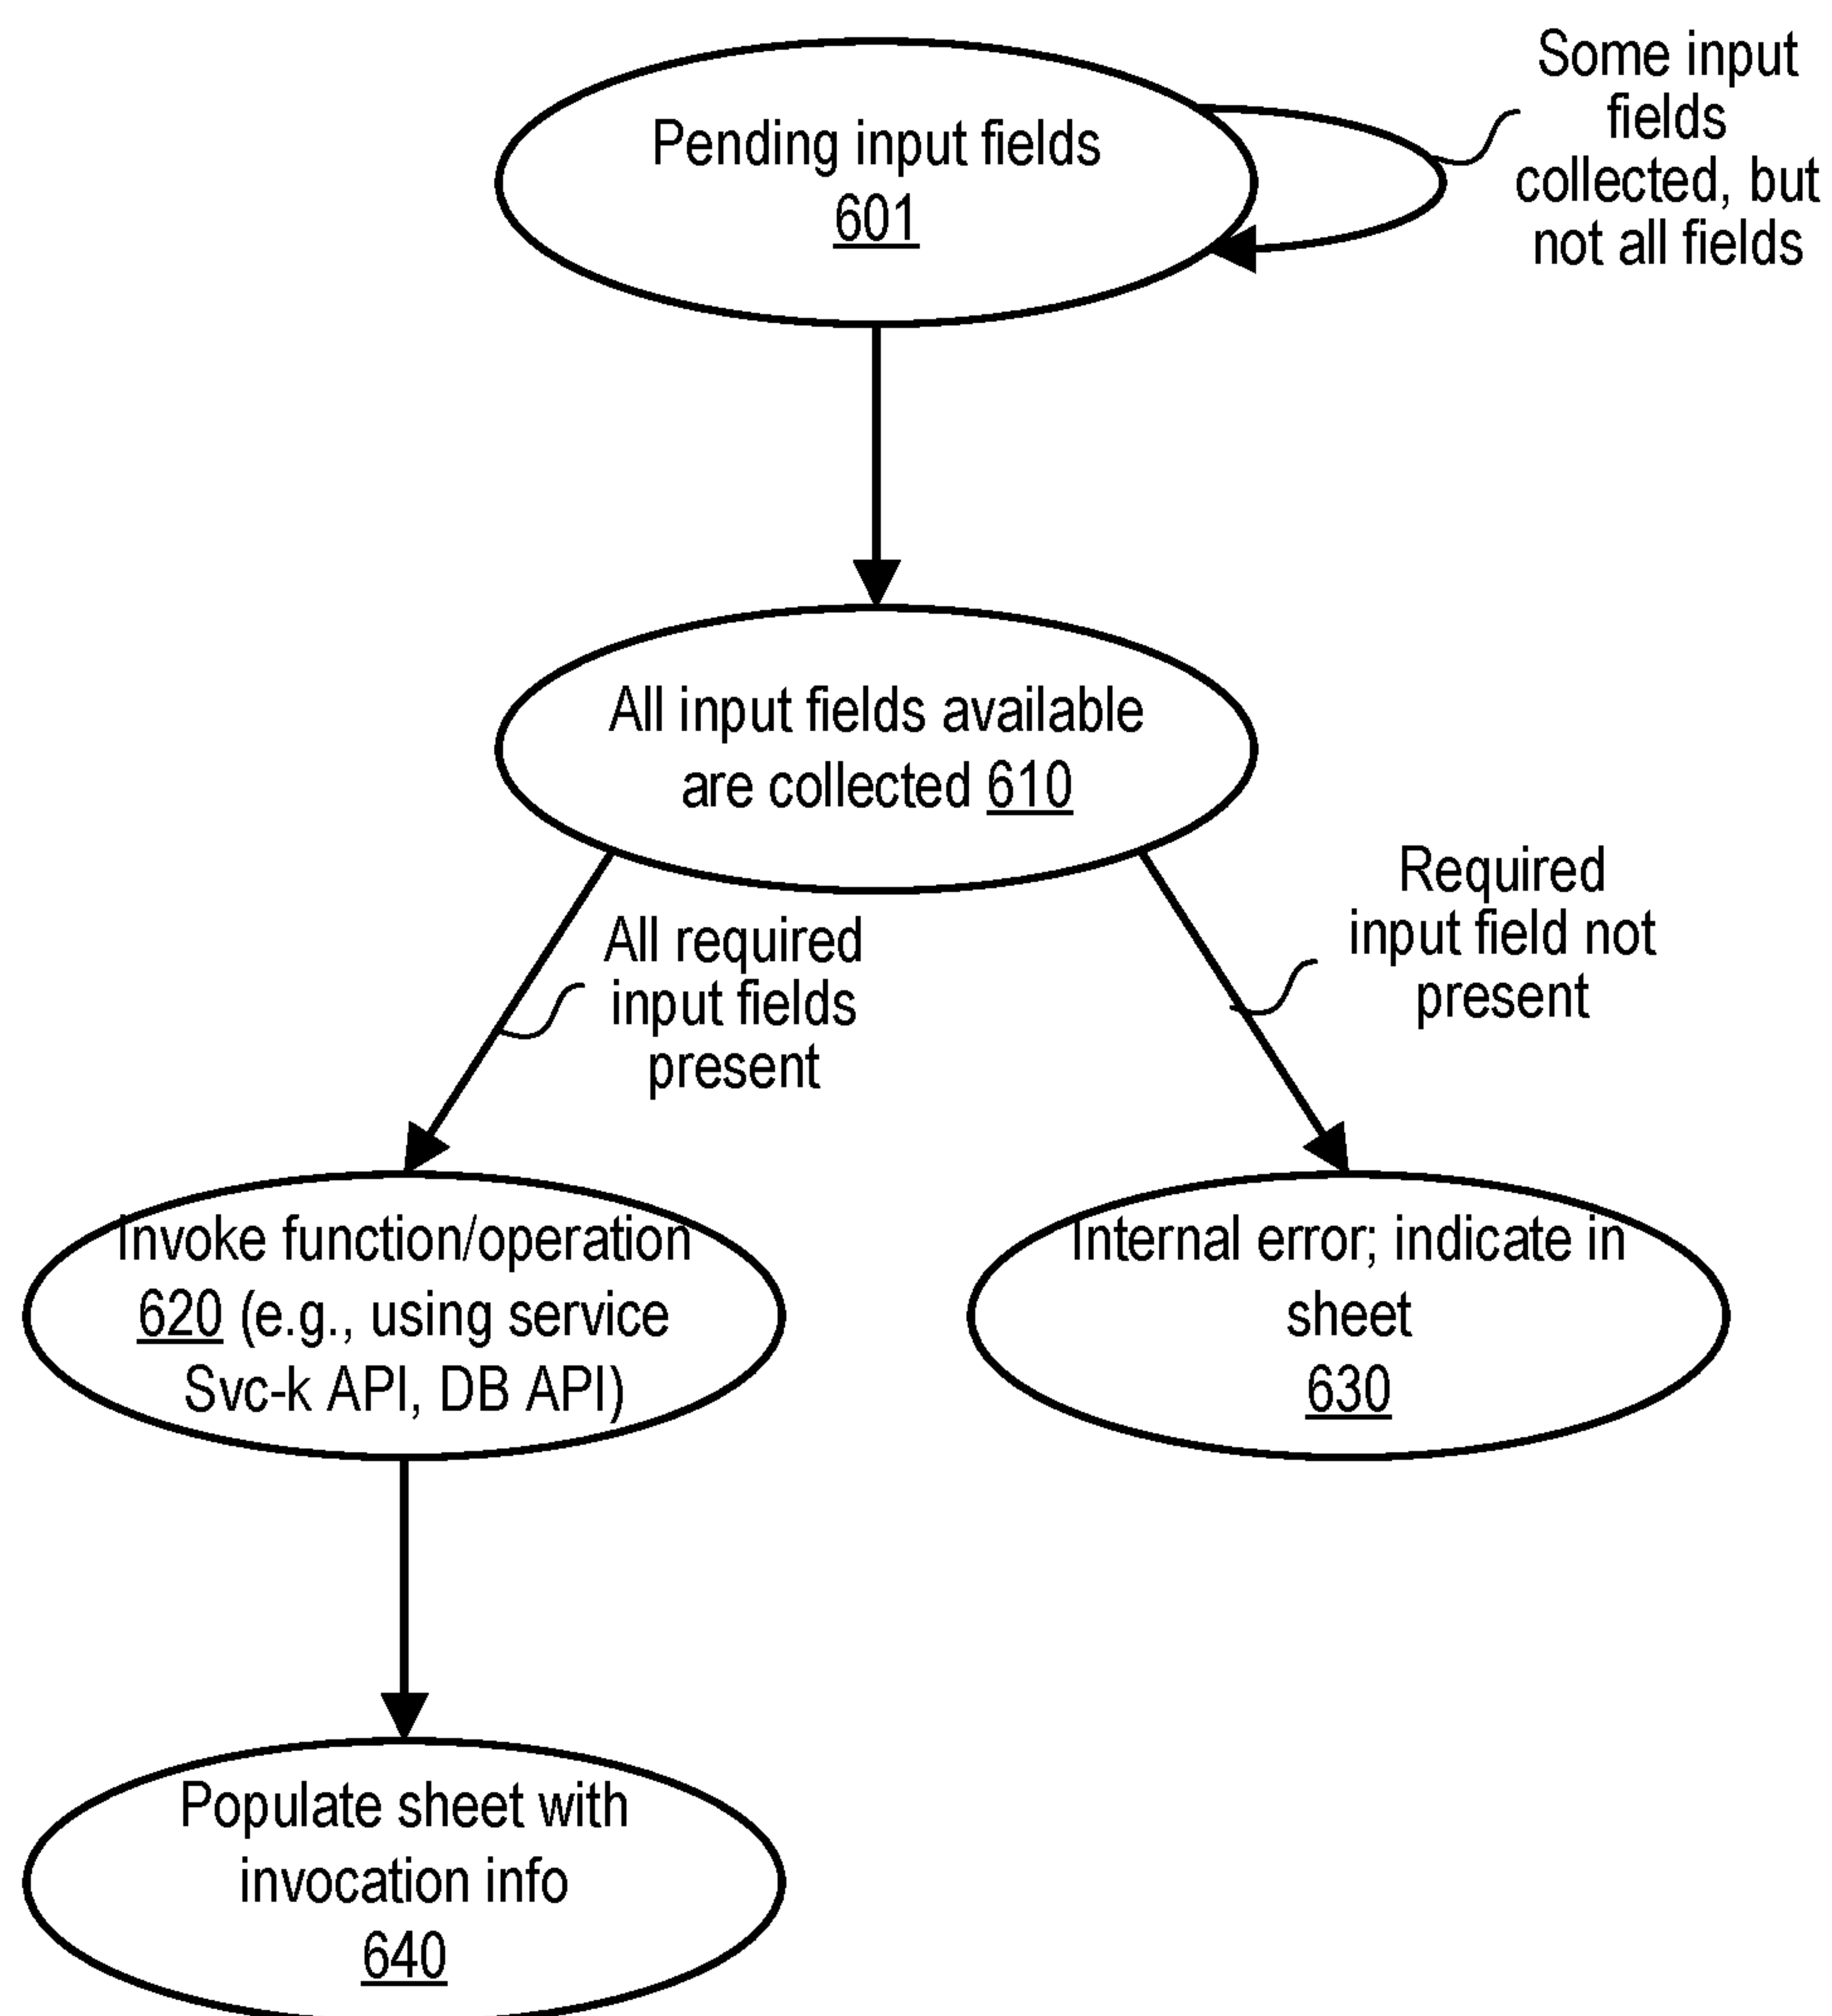 Some input
fields
collected, but
not all fields
Pending input fields
601
All input fields available
are collected 610
All required
input fields
present
Required
input field not
present
Invoke function/operation
620 (e.g., using service
Svc-k API, DB API)
Internal error; indicate in
sheet
630
Populate sheet with
invocation info
640